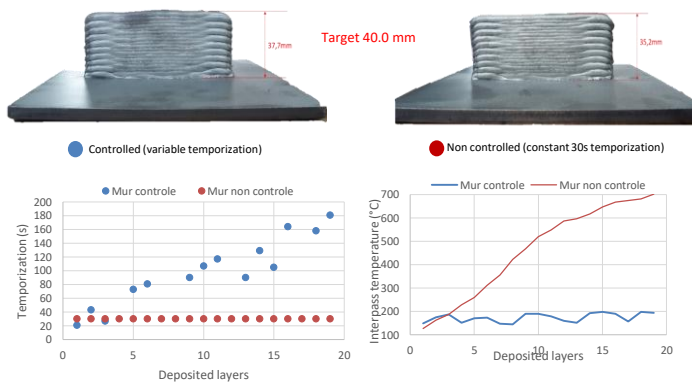 37,7mm
Target 40.0 mm
35,2mm
Controlled (variable temporization)
Non controlled (constant 30s temporization)
Mur controle Mur non controle
Temporization (s)
200
180
160
140
120
100
80
60
40
20
0
0 5 10 15 20
Deposited layers
Mur controle Mur non controle
Interpass temperature (°C)
700
600
500
400
300
200
100
0 5 10 15 20
Deposited layers